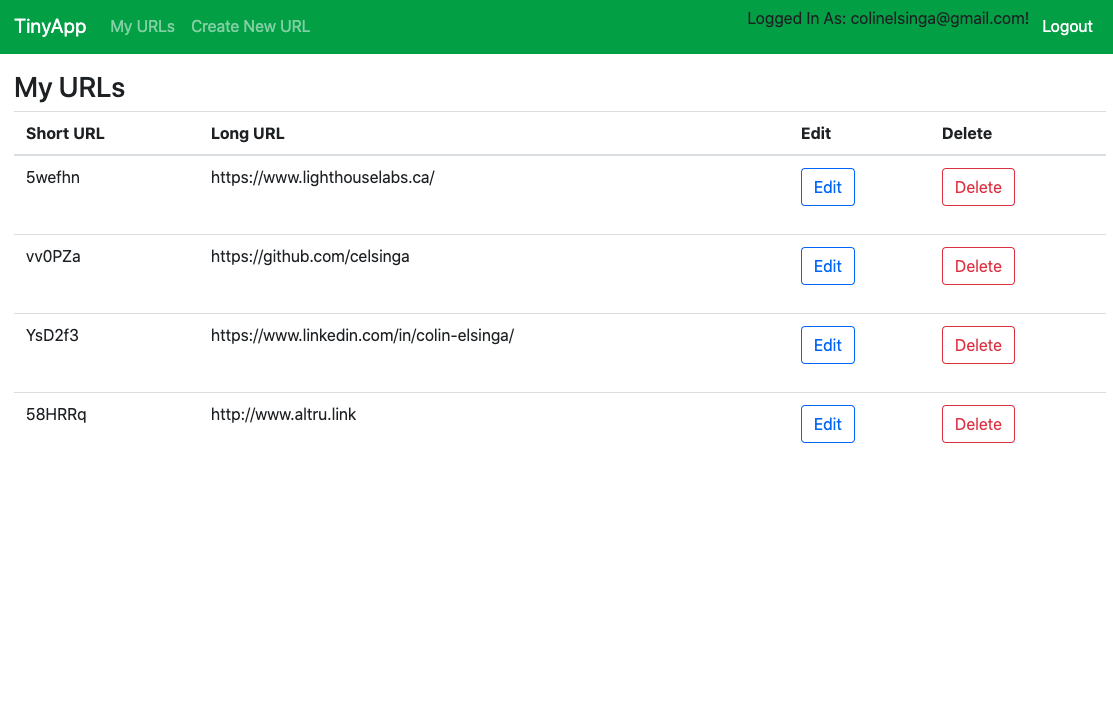 TinyApp My URLs Create New URL Logged In As: colinelsinga@gmail.com! Logout
My URLs
Short URL Long URL Edit Delete
5wefhn https://www.lighthouselabs.ca/ Edit Delete
vv0PZa https://github.com/celsinga Edit Delete
YsD2f3 https://www.linkedin.com/in/colin-elsinga/ Edit Delete
58HRRq http://www.altru.link Edit Delete